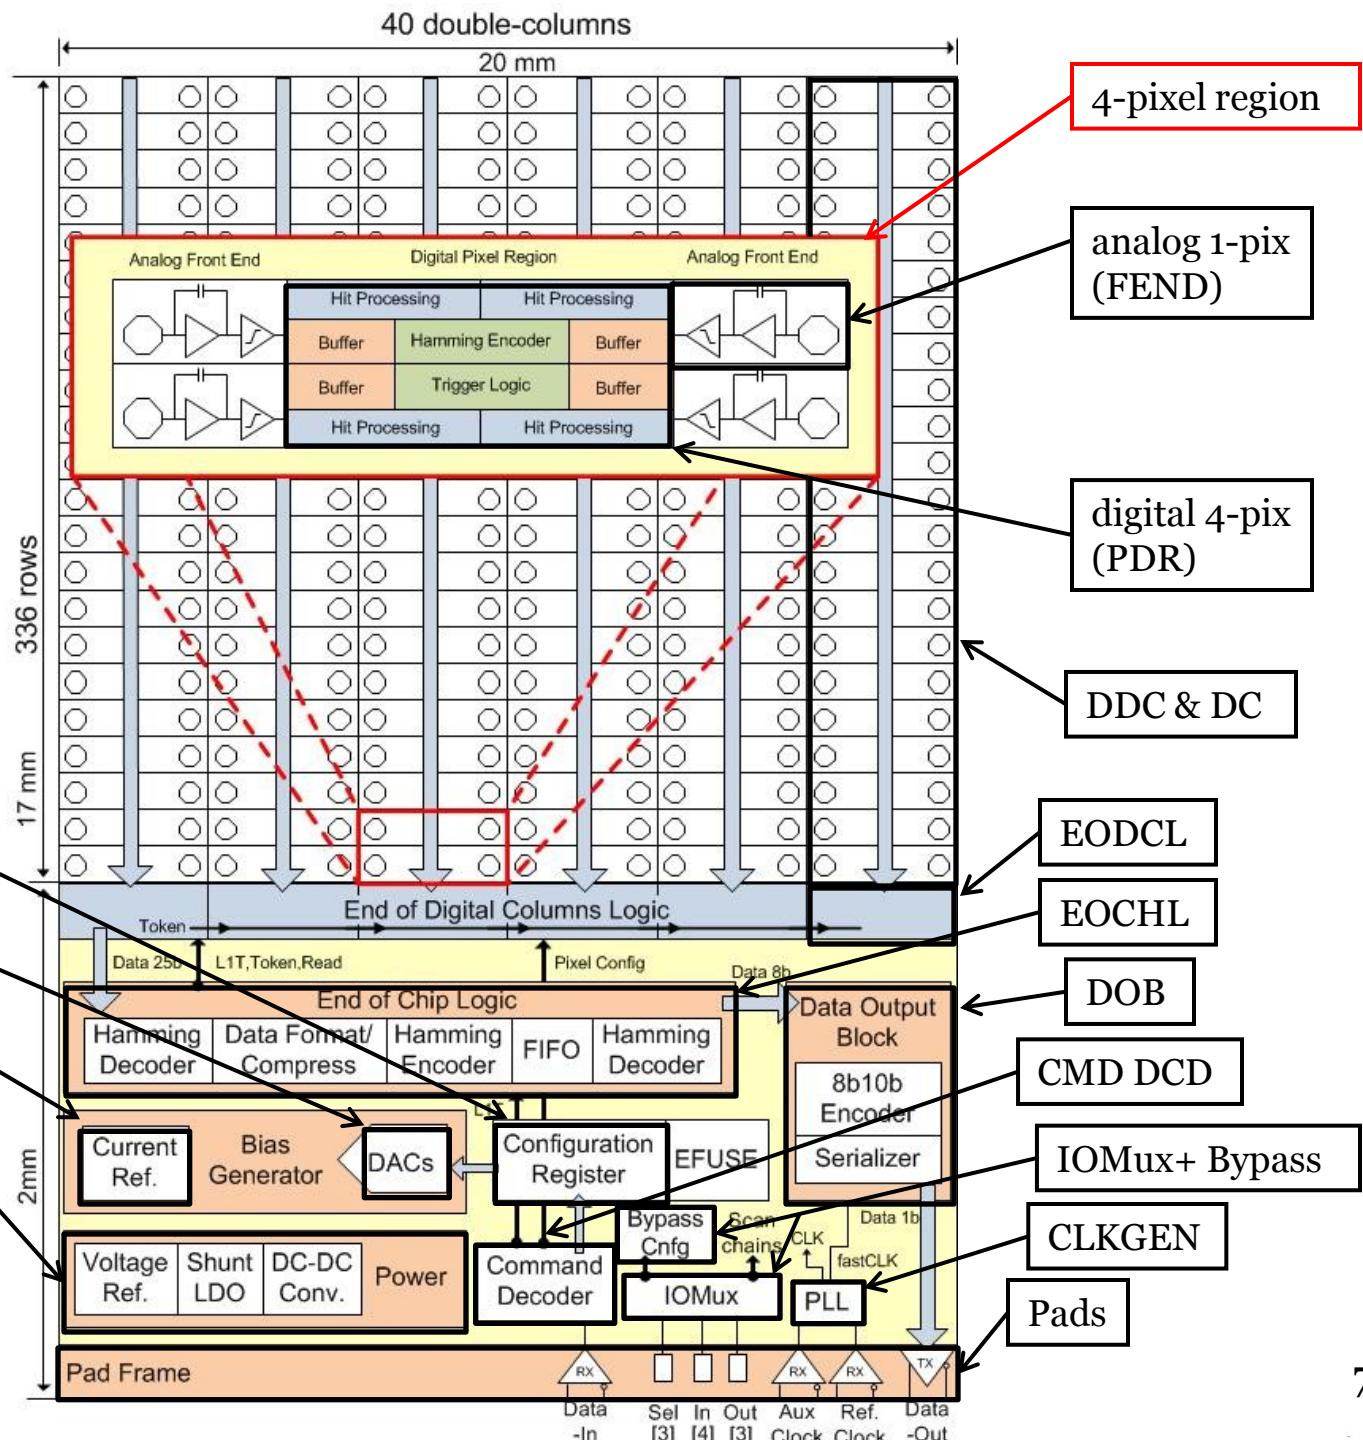 40 double-columns
20 mm
4-pixel region
analog 1-pix
(FEND)
Analog Front End
Digital Pixel Region
Analog Front End
Hit Processing
Hit Processing
Buffer
Hamming Encoder
Buffer
Buffer
Trigger Logic
Buffer
Hit Processing
Hit Processing
digital 4-pix
(PDR)
336 rows
17 mm
DDC & DC
EODCL
End of Digital Columns Logic
Token
EOCHL
Data 25b
L1T,Token,Read
Pixel Config
Data 8b
DOB
End of Chip Logic
Hamming
Decoder
Data Format/
Compress
Hamming
Encoder
FIFO
Hamming
Decoder
Data Output
Block
8b10b
Encoder
Serializer
CMD DCD
L1T
2mm
Current
Ref.
Bias
Generator
DACs
Configuration
Register
EFUSE
IOMux+ Bypass
Bypass
Cnfg
Scan
chains
CLK
fastCLK
Data 1b
CLKGEN
Voltage
Ref.
Shunt
LDO
DC-DC
Conv.
Power
Command
Decoder
IOMux
PLL
Pads
Pad Frame
RX
RX
RX
TX
7
Data
-In
Sel
[3]
In
[4]
Out
[3]
Aux
Clock
Ref.
Clock
Data
-Out